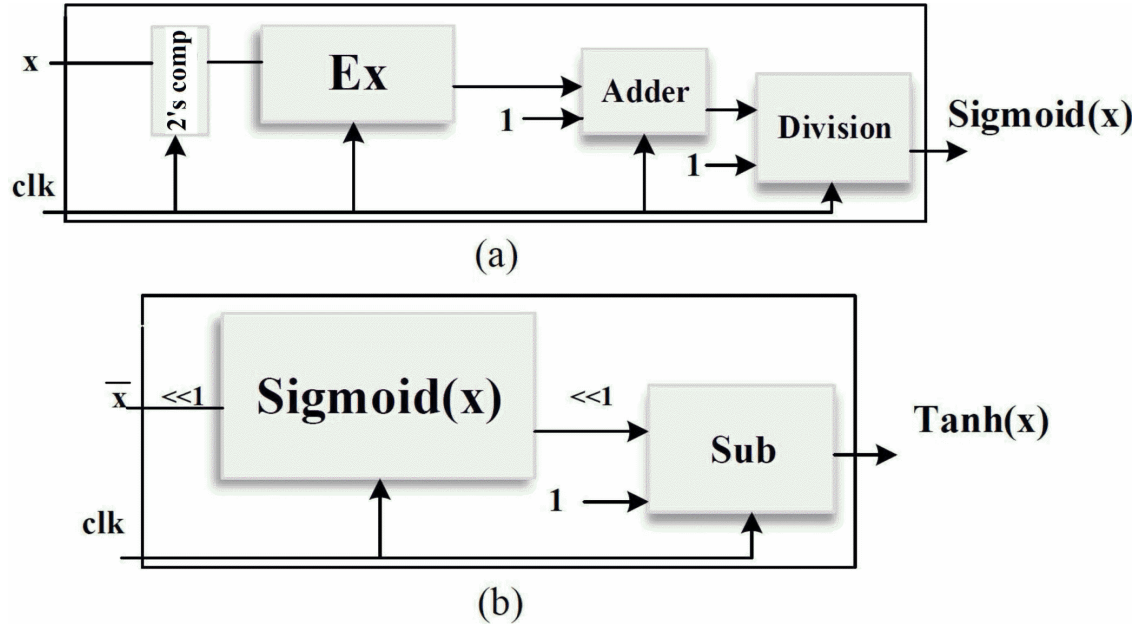 x
2's comp
Ex
Adder
1
Division
1
Sigmoid(x)
clk
(a)
x̅
<<1
Sigmoid(x)
<<1
Sub
1
Tanh(x)
clk
(b)